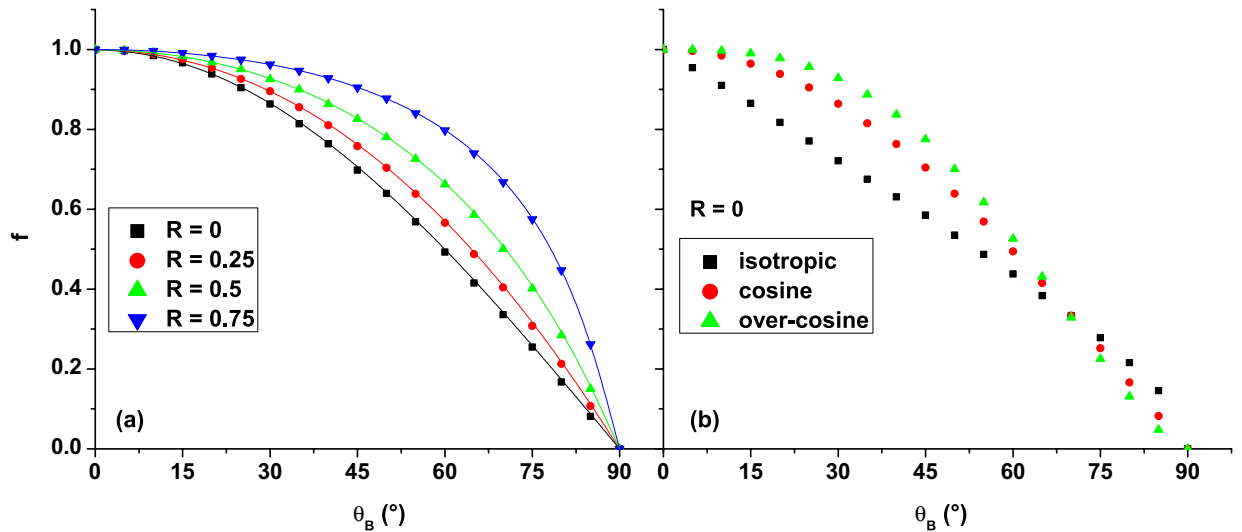 1.0
0.8
0.6
0.4
0.2
0.0
f
R = 0
R = 0.25
R = 0.5
R = 0.75
(a)
0 15 30 45 60 75 90
θB (°)
R = 0
isotropic
cosine
over-cosine
(b)
0 15 30 45 60 75 90
θB (°)